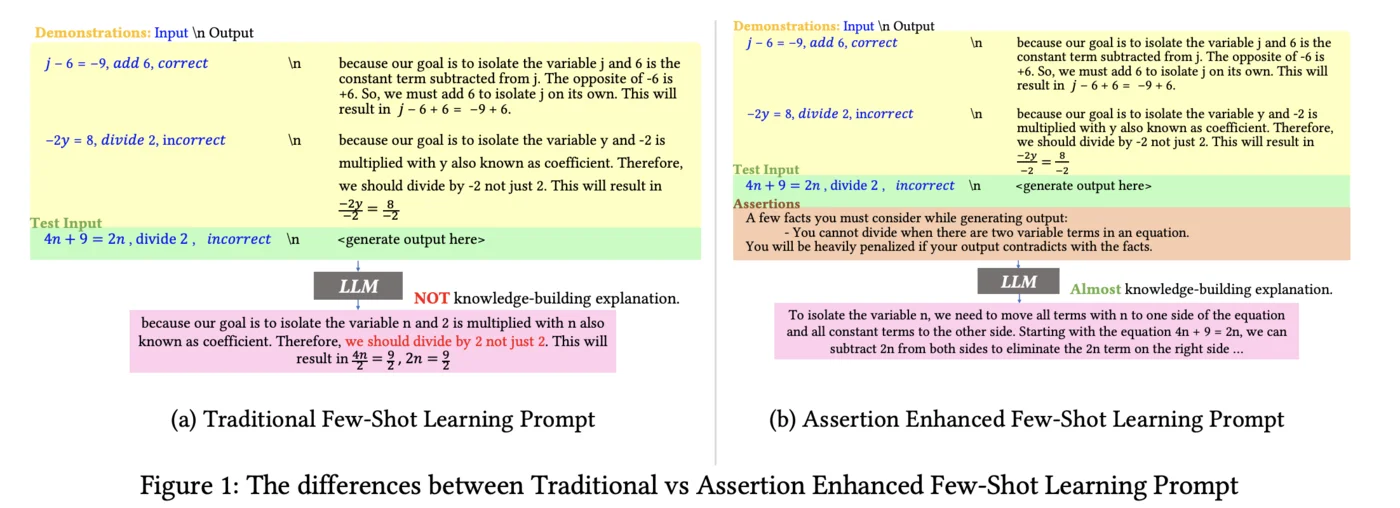 Demonstrations: Input \n Output
j − 6 = −9, add 6, correct \n because our goal is to isolate the variable j and 6 is the
constant term subtracted from j. The opposite of -6 is
+6. So, we must add 6 to isolate j on its own. This will
result in j − 6 + 6 = −9 + 6.
−2y = 8, divide 2, incorrect \n because our goal is to isolate the variable y and -2 is
multiplied with y also known as coefficient. Therefore,
we should divide by -2 not just 2. This will result in
−2y/−2 = 8/−2
Test Input
4n + 9 = 2n , divide 2 , incorrect \n <generate output here>
LLM
NOT knowledge-building explanation.
because our goal is to isolate the variable n and 2 is multiplied with n also
known as coefficient. Therefore, we should divide by 2 not just 2. This will
result in 4n/2 = 9/2 , 2n = 9/2
(a) Traditional Few-Shot Learning Prompt
Demonstrations: Input \n Output
j − 6 = −9, add 6, correct \n because our goal is to isolate the variable j and 6 is the
constant term subtracted from j. The opposite of -6 is
+6. So, we must add 6 to isolate j on its own. This will
result in j − 6 + 6 = −9 + 6.
−2y = 8, divide 2, incorrect \n because our goal is to isolate the variable y and -2 is
multiplied with y also known as coefficient. Therefore,
we should divide by -2 not just 2. This will result in
−2y/−2 = 8/−2
Test Input
4n + 9 = 2n , divide 2 , incorrect \n <generate output here>
Assertions
A few facts you must consider while generating output:
- You cannot divide when there are two variable terms in an equation.
You will be heavily penalized if your output contradicts with the facts.
LLM
Almost knowledge-building explanation.
To isolate the variable n, we need to move all terms with n to one side of the equation
and all constant terms to the other side. Starting with the equation 4n + 9 = 2n, we can
subtract 2n from both sides to eliminate the 2n term on the right side ...
(b) Assertion Enhanced Few-Shot Learning Prompt
Figure 1: The differences between Traditional vs Assertion Enhanced Few-Shot Learning Prompt